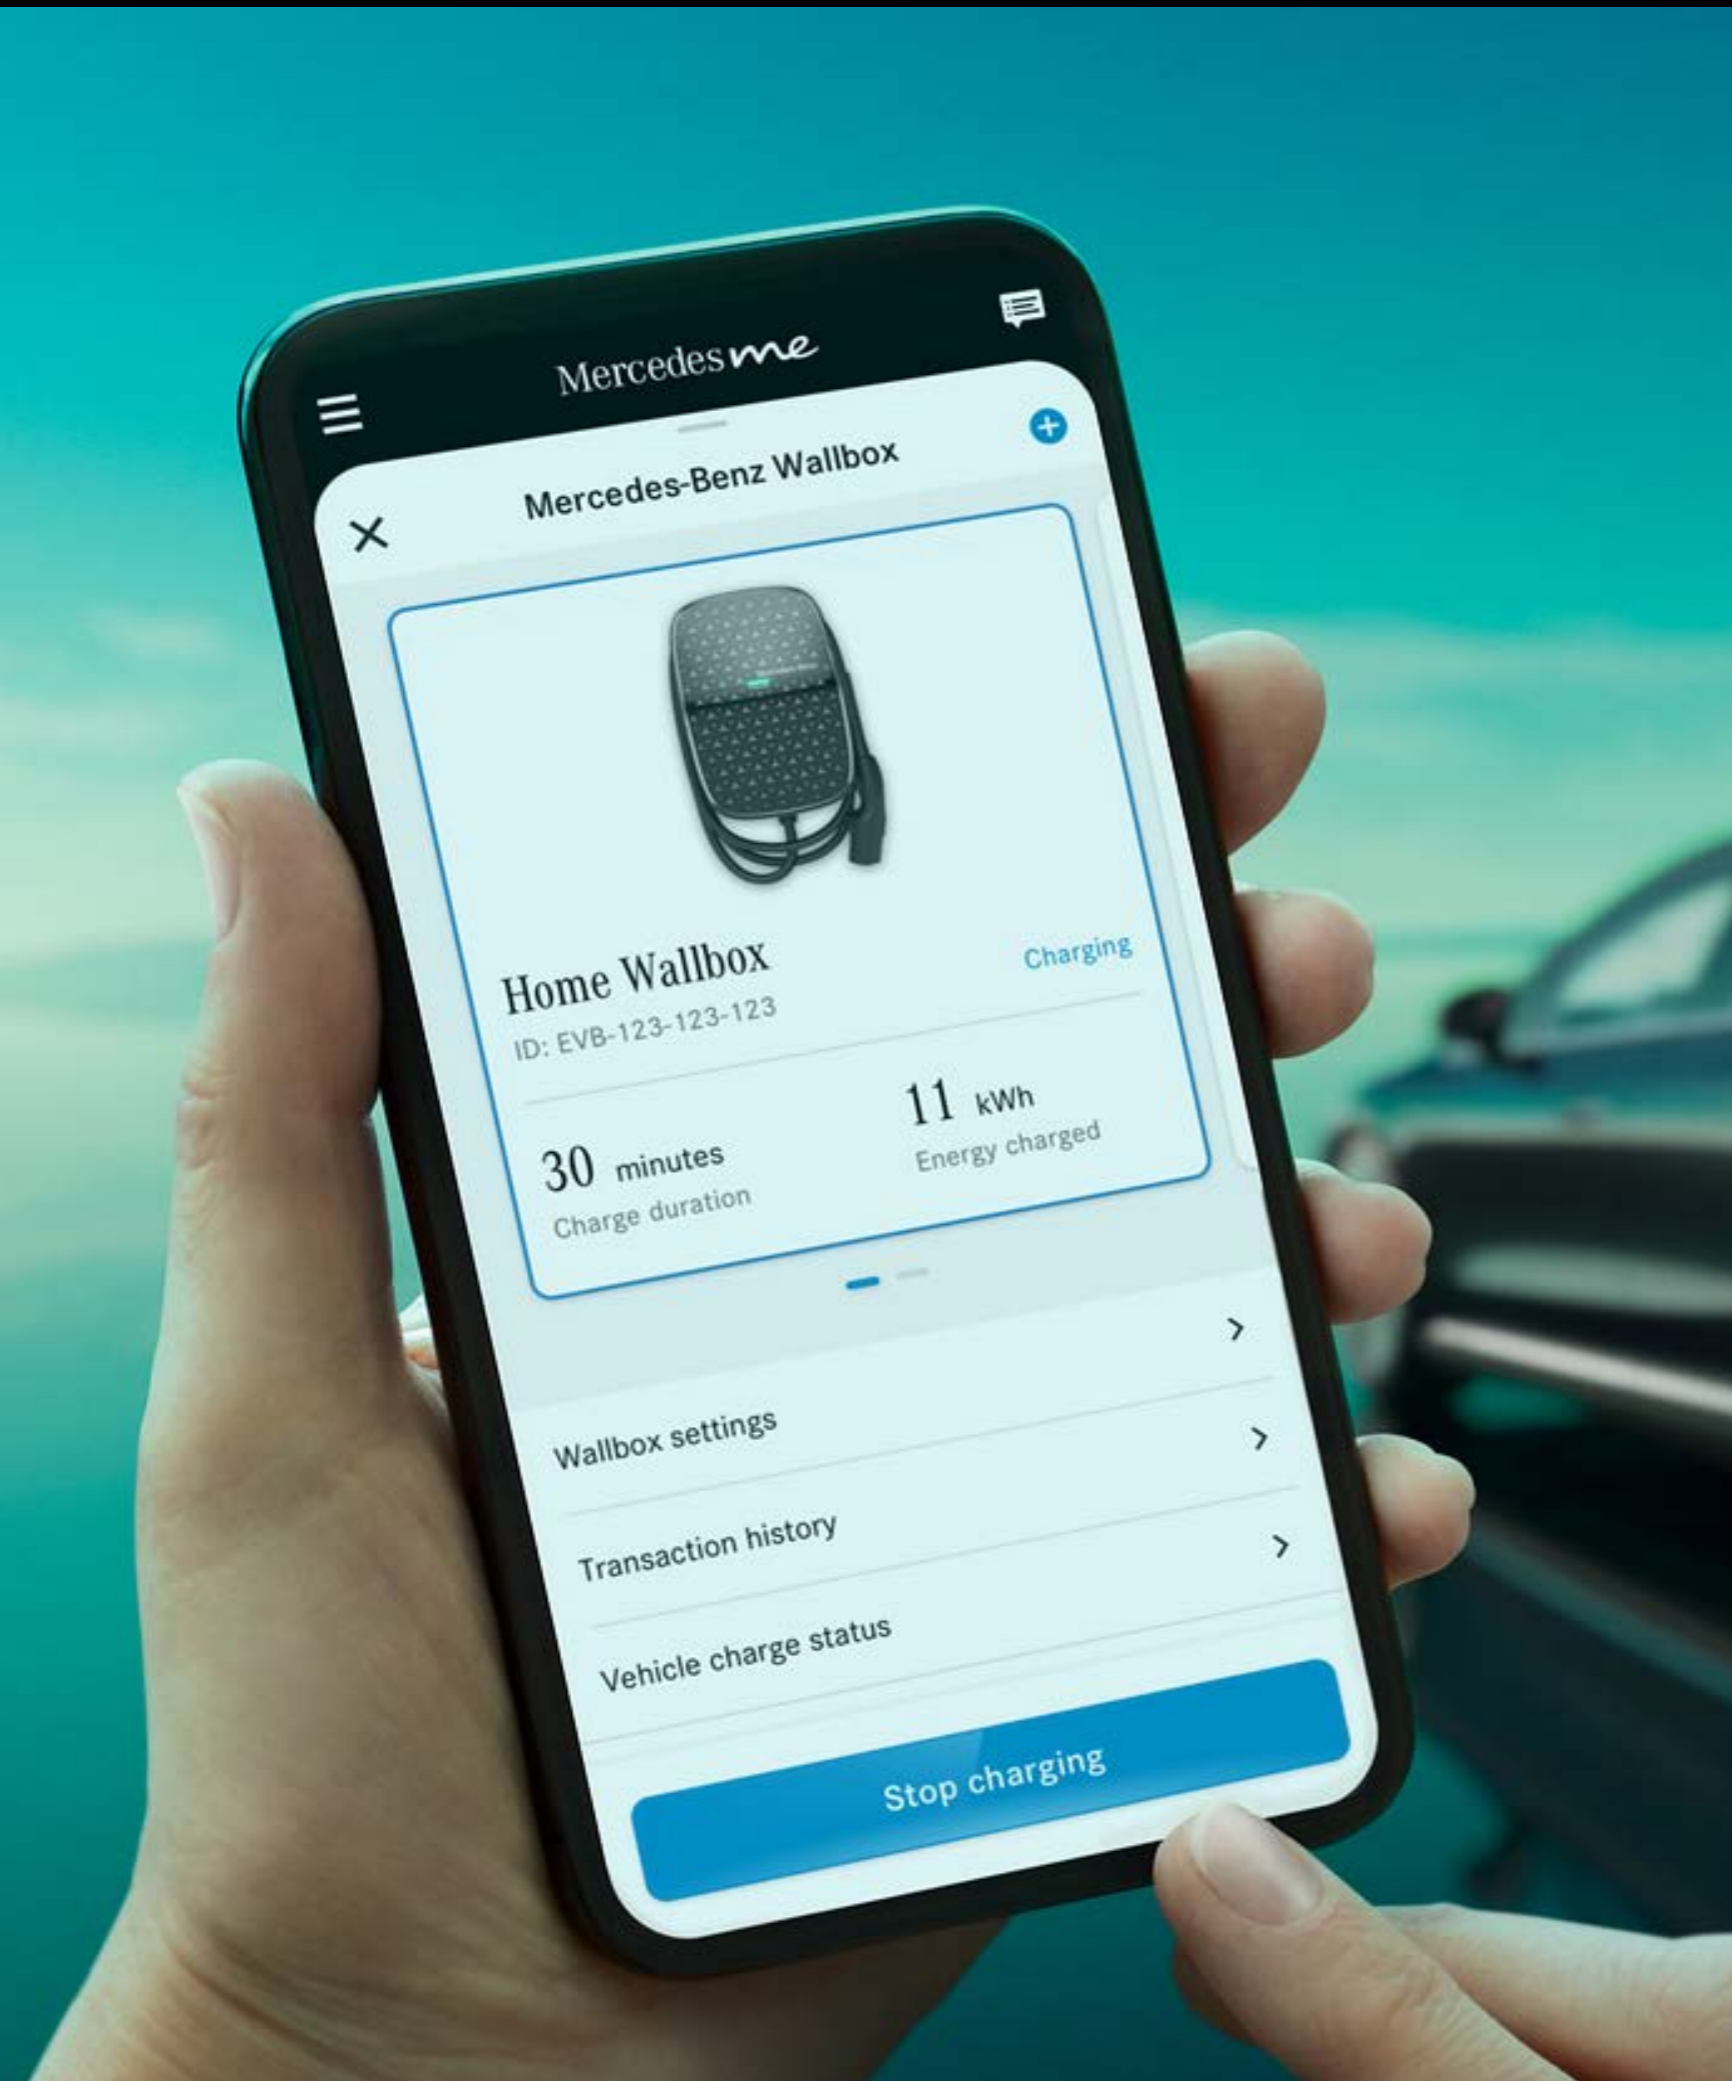 Mercedes me
Mercedes-Benz Wallbox
Home Wallbox
Charging
ID: EVB-123-123-123
30 minutes
Charge duration
11 kWh
Energy charged
Wallbox settings
Transaction history
Vehicle charge status
Stop charging